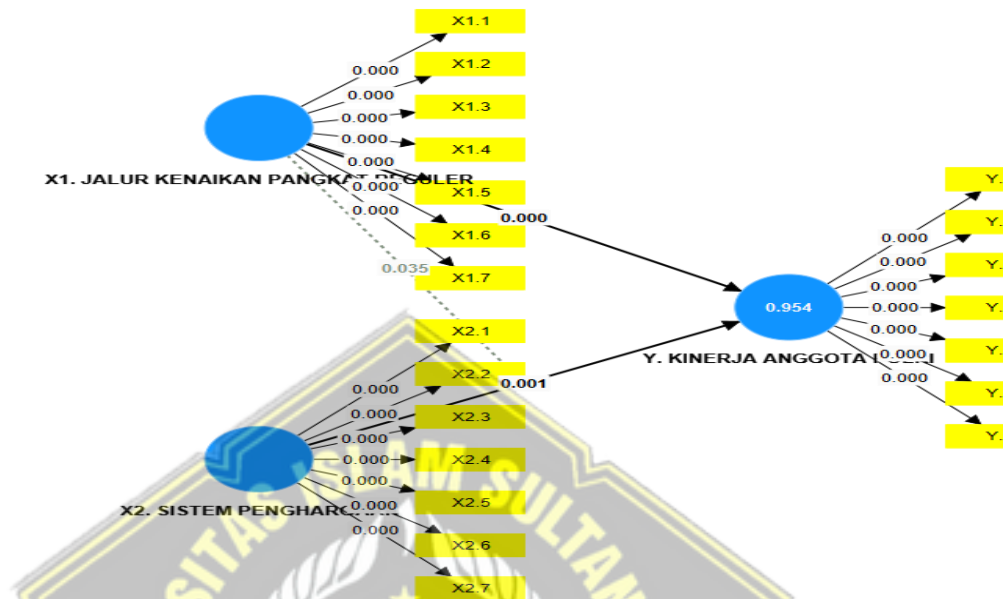 X1.1
0.000
X1.2
0.000
X1.3
0.000
X1.4
0.000
X1. JALUR KENAIKAN PANGKAT REGULER
0.000
X1.5
0.000
X1.6
0.000
X1.7
0.000
0.035
X2.1
0.000
X2.2
0.000
0.001
X2.3
0.000
X2.4
0.000
X2.5
0.000
X2. SISTEM
X2.6
0.000
X2.7
0.000
0.954
Y. KINERJA ANGGOTA
Y.
0.000
Y.
0.000
Y.
0.000
Y.
0.000
Y.
0.000
Y.
0.000
Y.
0.000
SITAS ISLAM SULTAN